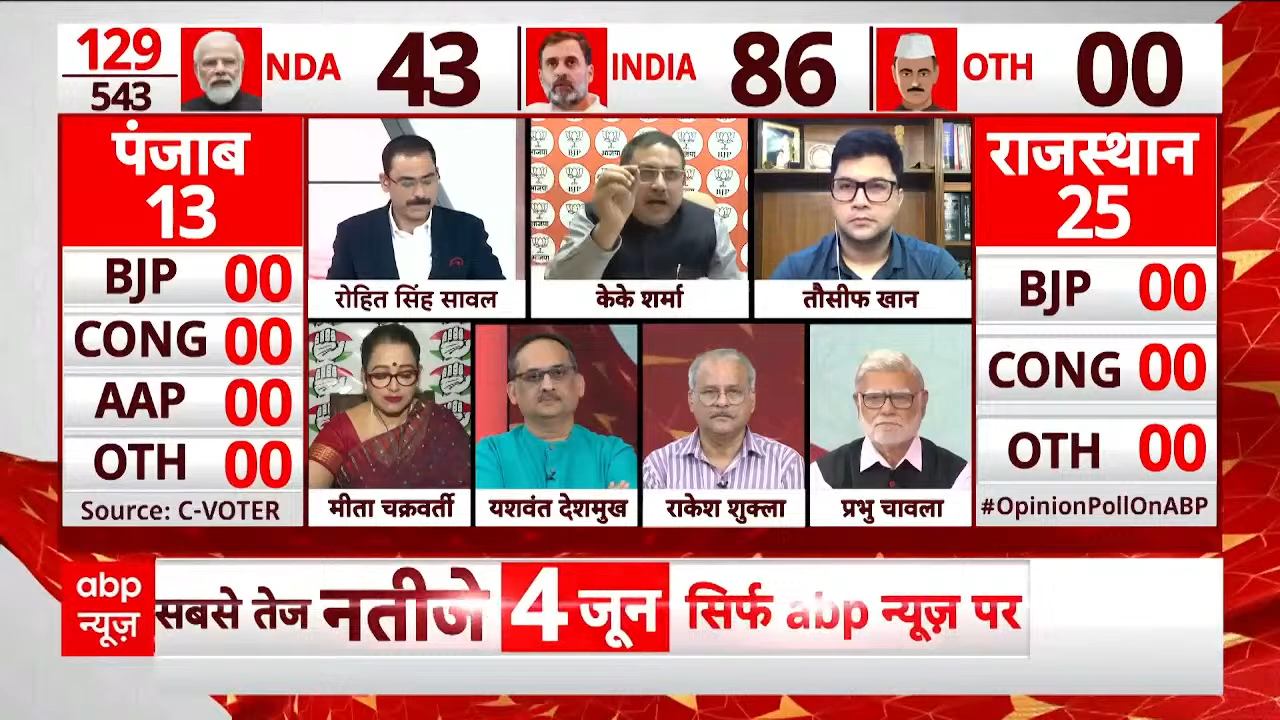 129
543
NDA 43
INDIA 86
OTH 00
पंजाब
13
BJP 00
CONG 00
AAP 00
OTH 00
Source: C-VOTER
BJP
भाजपा
रोहित सिंह सावल
केके शर्मा
तौसीफ खान
मीता चक्रवर्ती
यशवंत देशमुख
राकेश शुक्ला
प्रभु चावला
राजस्थान
25
BJP 00
CONG 00
OTH 00
#OpinionPollOnABP
abp
न्यूज़
सबसे तेज नतीजे 4 जून सिर्फ abp न्यूज़ पर